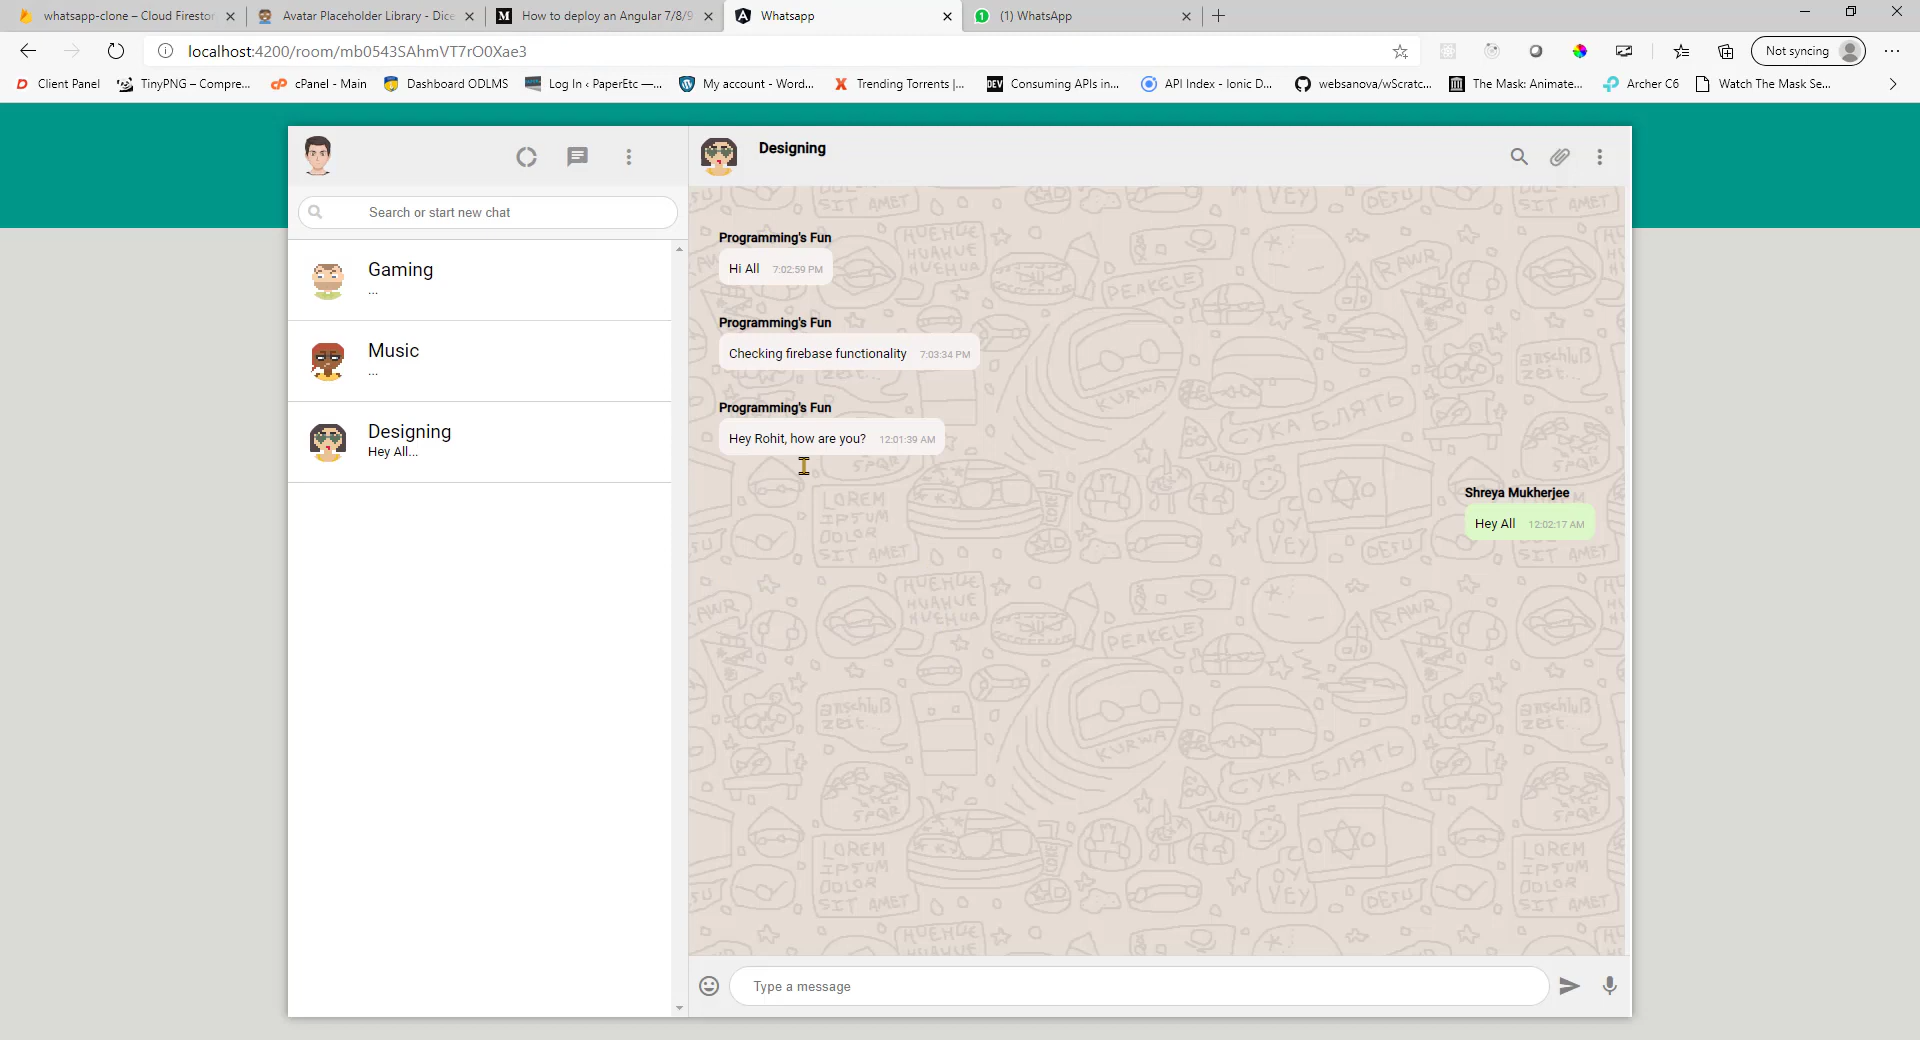 whatsapp-clone – Cloud Firestor
Avatar Placeholder Library - Dice
How to deploy an Angular 7/8/9
Whatsapp
(1) WhatsApp
localhost:4200/room/mb0543SAhmVT7rO0Xae3
Not syncing
Client Panel
TinyPNG – Compre...
cPanel - Main
Dashboard ODLMS
Log In ‹ PaperEtc —...
My account - Word...
Trending Torrents |...
Consuming APIs in...
API Index - Ionic D...
websanova/wScratc...
The Mask: Animate...
Archer C6
Watch The Mask Se...
Search or start new chat
Gaming
...
Music
...
Designing
Hey All...
Designing
Programming's Fun
Hi All 7:02:59 PM
Programming's Fun
Checking firebase functionality 7:03:34 PM
Programming's Fun
Hey Rohit, how are you? 12:01:39 AM
Shreya Mukherjee
Hey All 12:02:17 AM
Type a message